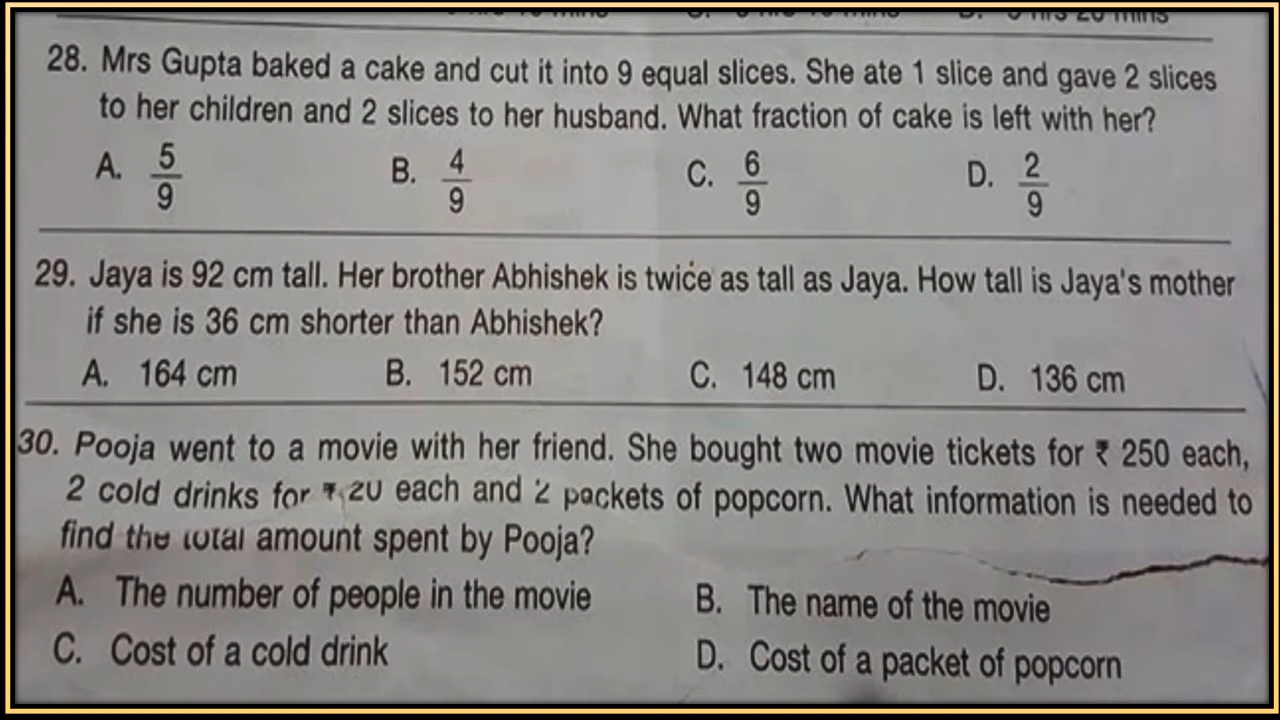 28. Mrs Gupta baked a cake and cut it into 9 equal slices. She ate 1 slice and gave 2 slices
to her children and 2 slices to her husband. What fraction of cake is left with her?
A. 5/9 B. 4/9 C. 6/9 D. 2/9
29. Jaya is 92 cm tall. Her brother Abhishek is twice as tall as Jaya. How tall is Jaya's mother
if she is 36 cm shorter than Abhishek?
A. 164 cm B. 152 cm C. 148 cm D. 136 cm
30. Pooja went to a movie with her friend. She bought two movie tickets for ₹ 250 each,
2 cold drinks for ₹ 20 each and 2 packets of popcorn. What information is needed to
find the total amount spent by Pooja?
A. The number of people in the movie B. The name of the movie
C. Cost of a cold drink D. Cost of a packet of popcorn